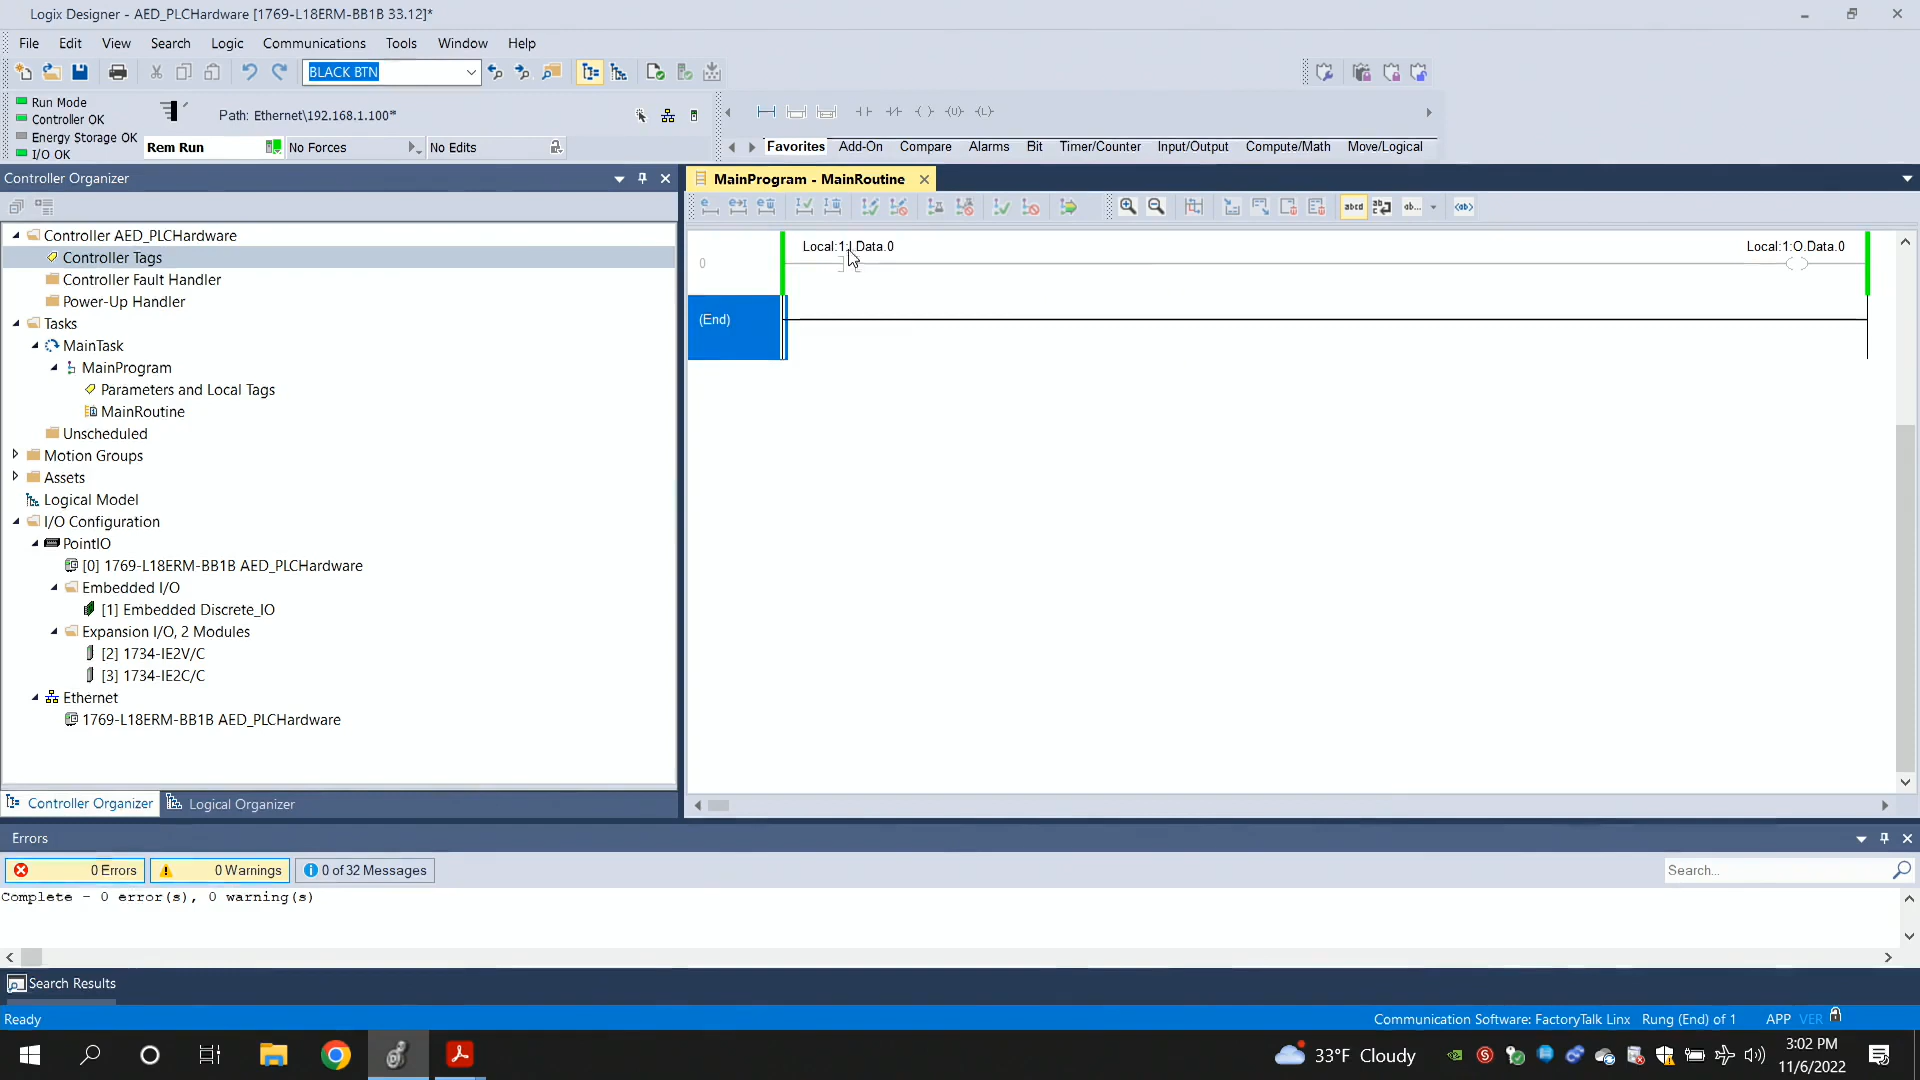 Logix Designer - AED_PLCHardware [1769-L18ERM-BB1B 33.12]*
File Edit View Search Logic Communications Tools Window Help
BLACK BTN
Run Mode
Controller OK
Energy Storage OK
I/O OK
Path: Ethernet\192.168.1.100*
Rem Run No Forces No Edits
Favorites Add-On Compare Alarms Bit Timer/Counter Input/Output Compute/Math Move/Logical
Controller Organizer
MainProgram - MainRoutine
Controller AED_PLCHardware
Controller Tags
Controller Fault Handler
Power-Up Handler
Tasks
MainTask
MainProgram
Parameters and Local Tags
MainRoutine
Unscheduled
Motion Groups
Assets
Logical Model
I/O Configuration
PointIO
[0] 1769-L18ERM-BB1B AED_PLCHardware
Embedded I/O
[1] Embedded Discrete_IO
Expansion I/O, 2 Modules
[2] 1734-IE2V/C
[3] 1734-IE2C/C
Ethernet
1769-L18ERM-BB1B AED_PLCHardware
Controller Organizer Logical Organizer
Local:1:I.Data.0 Local:1:O.Data.0
0
(End)
Errors
0 Errors 0 Warnings 0 of 32 Messages Search...
Complete - 0 error(s), 0 warning(s)
Search Results
Ready Communication Software: FactoryTalk Linx Rung (End) of 1 APP VER
33°F Cloudy
3:02 PM
11/6/2022